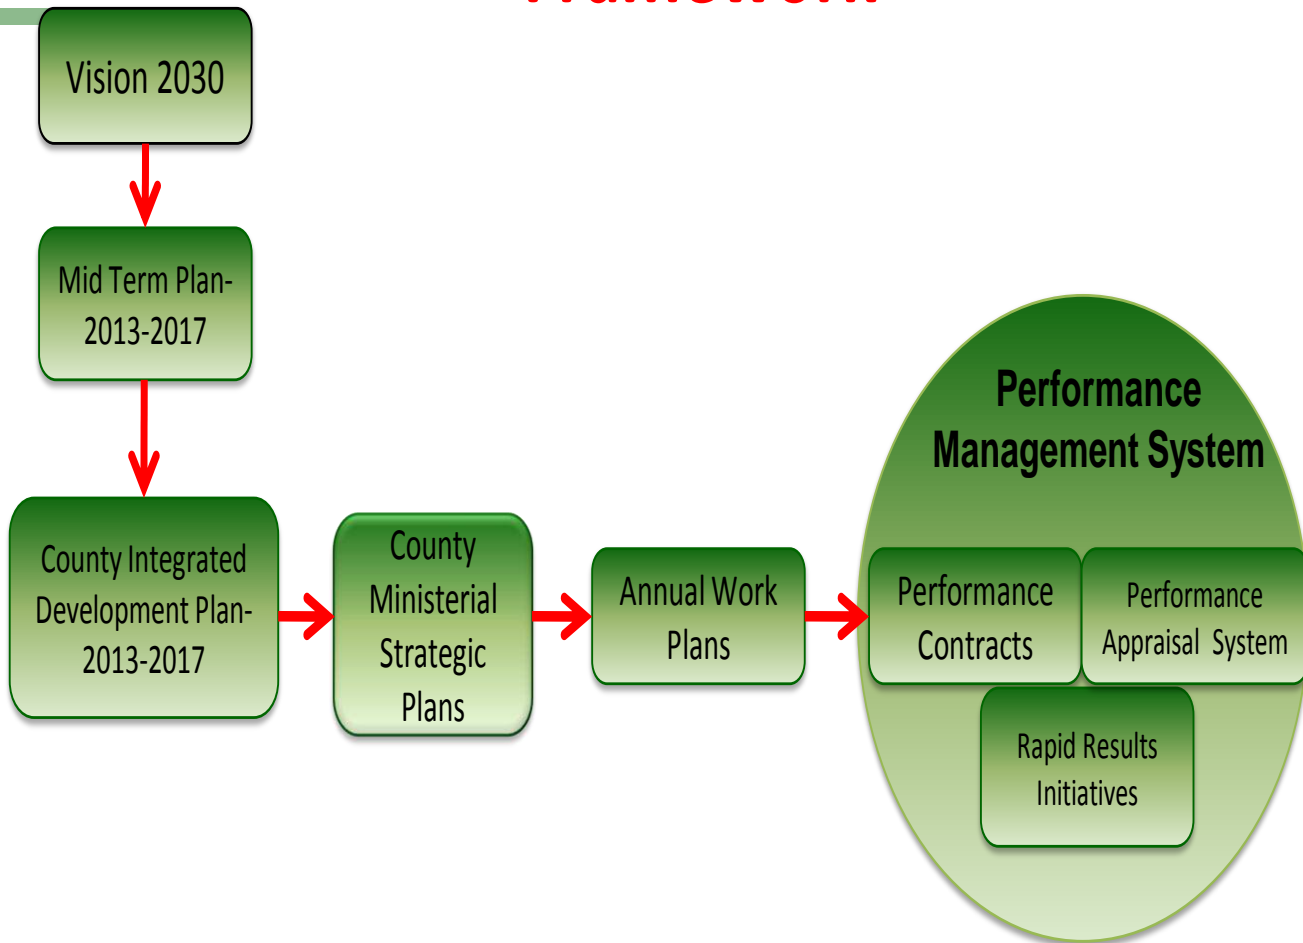 Framework
Vision 2030
Mid Term Plan-
2013-2017
County Integrated
Development Plan-
2013-2017
County
Ministerial
Strategic
Plans
Annual Work
Plans
Performance
Management System
Performance
Contracts
Performance
Appraisal System
Rapid Results
Initiatives